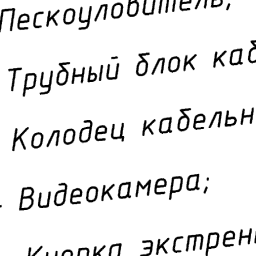 Пескоуловитель;
Трубный блок каб
Колодец кабельн
- Видеокамера;
Кнопка экстрен